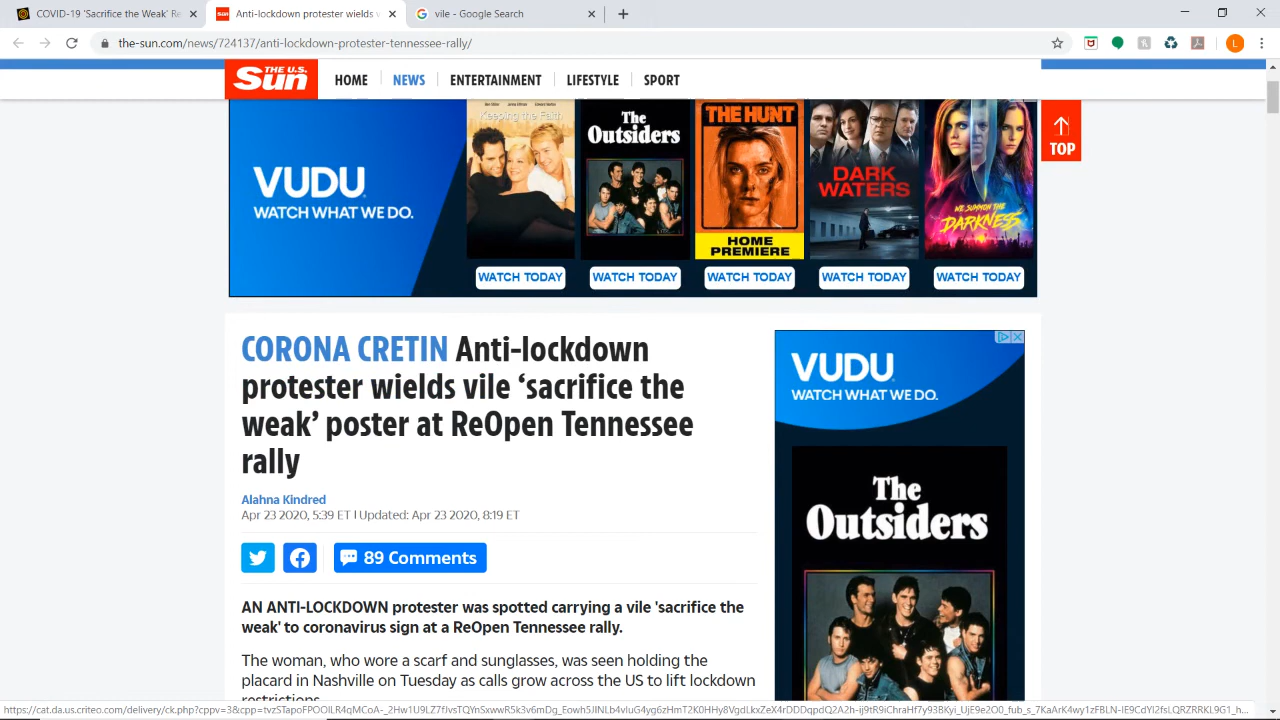 COVID-19 'Sacrifice the Weak' Re
Anti-lockdown protester wields v
vile - Google Search
the-sun.com/news/724137/anti-lockdown-protester-tennessee-rally/
L
THE U.S. Sun
HOME
NEWS
ENTERTAINMENT
LIFESTYLE
SPORT
VUDU
WATCH WHAT WE DO.
Keeping the Faith
The Outsiders
THE HUNT
HOME PREMIERE
DARK WATERS
WE SUMMON THE DARKNESS
WATCH TODAY
WATCH TODAY
WATCH TODAY
WATCH TODAY
WATCH TODAY
TOP
CORONA CRETIN Anti-lockdown
protester wields vile ‘sacrifice the
weak’ poster at ReOpen Tennessee
rally
Alahna Kindred
Apr 23 2020, 5:39 ET | Updated: Apr 23 2020, 8:19 ET
89 Comments
AN ANTI-LOCKDOWN protester was spotted carrying a vile 'sacrifice the
weak' to coronavirus sign at a ReOpen Tennessee rally.
The woman, who wore a scarf and sunglasses, was seen holding the
placard in Nashville on Tuesday as calls grow across the US to lift lockdown
restrictions.
VUDU
WATCH WHAT WE DO.
The
Outsiders